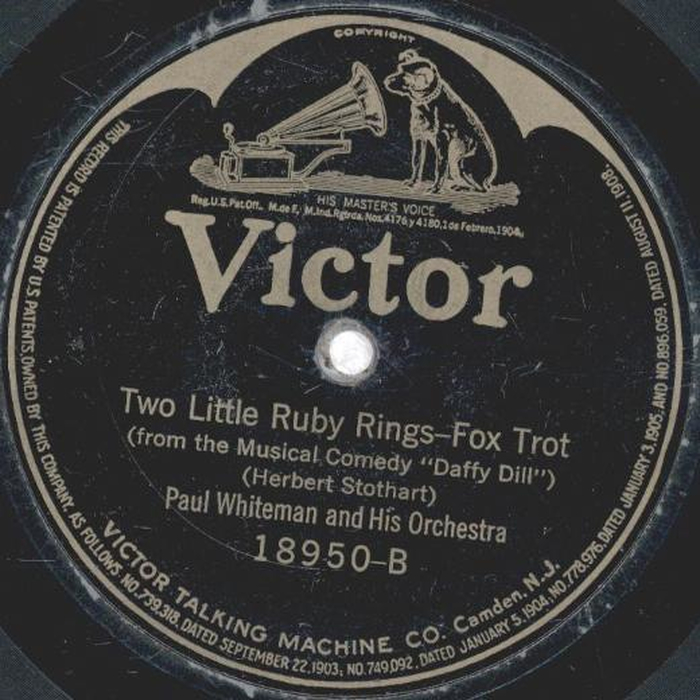 COPYRIGHT
HIS MASTER'S VOICE
Reg.U.S.Pat.Off. M.de F. M.Ind.Rgtrda.Nos.4176 y 4180,1 de Febrero,1904.
Victor
Two Little Ruby Rings–Fox Trot
(from the Musical Comedy "Daffy Dill")
(Herbert Stothart)
Paul Whiteman and His Orchestra
18950-B
VICTOR TALKING MACHINE CO. Camden, N.J.
THIS RECORD IS PATENTED BY U.S. PATENTS, OWNED BY THIS COMPANY, AS FOLLOWS NO.739,318, DATED SEPTEMBER 22,1903; NO.749,092, DATED JANUARY 5,1904; NO.778,976, DATED JANUARY 3,1905, AND NO.896,059, DATED AUGUST 11,1908.